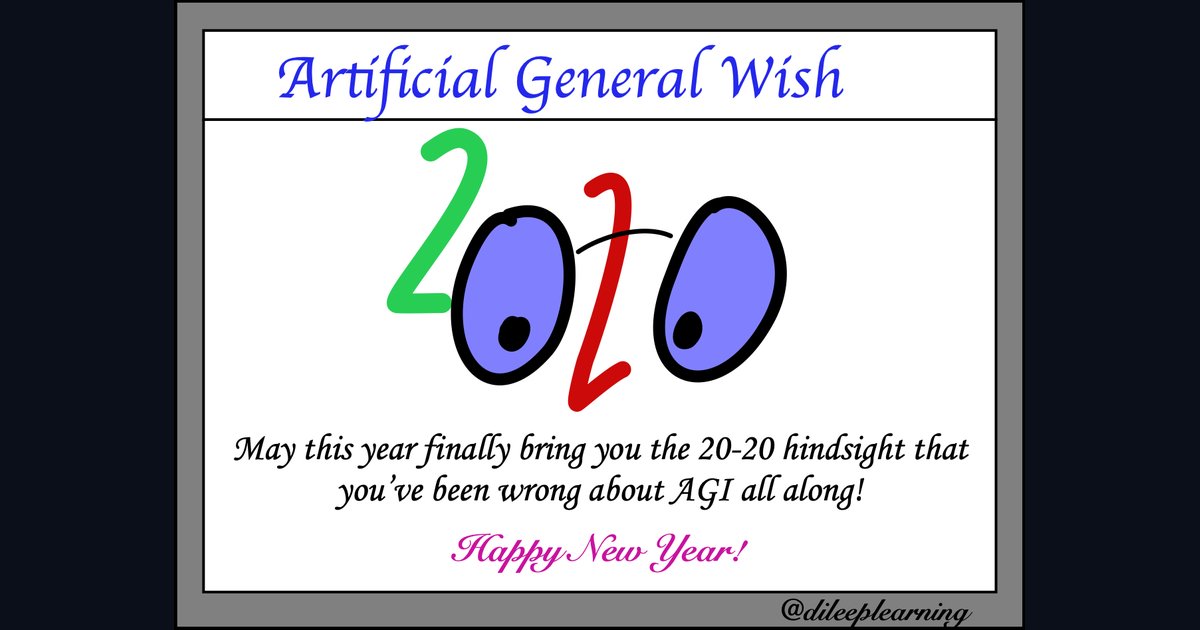 Artificial General Wish
2020
May this year finally bring you the 20-20 hindsight that
you've been wrong about AGI all along!
Happy New Year!
@dileeplearning